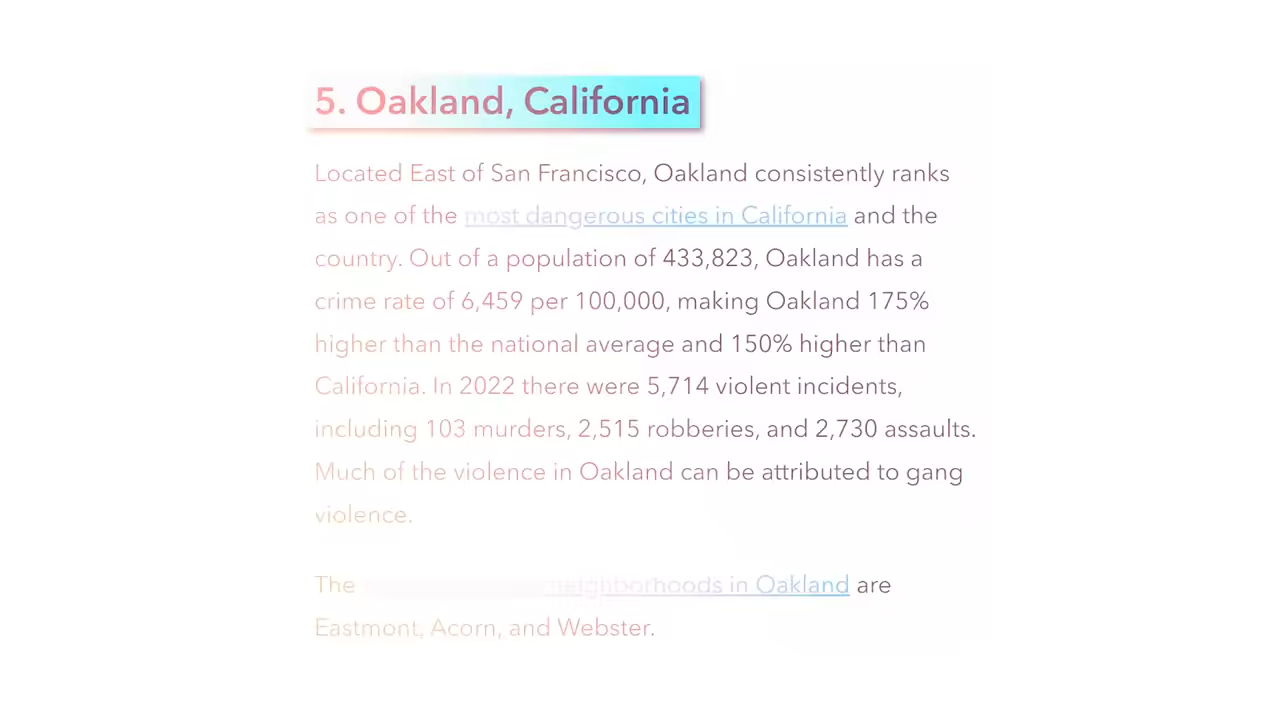 5. Oakland, California
Located East of San Francisco, Oakland consistently ranks
as one of the most dangerous cities in California and the
country. Out of a population of 433,823, Oakland has a
crime rate of 6,459 per 100,000, making Oakland 175%
higher than the national average and 150% higher than
California. In 2022 there were 5,714 violent incidents,
including 103 murders, 2,515 robberies, and 2,730 assaults.
Much of the violence in Oakland can be attributed to gang
violence.
The neighborhoods in Oakland are
Eastmont, Acorn, and Webster.